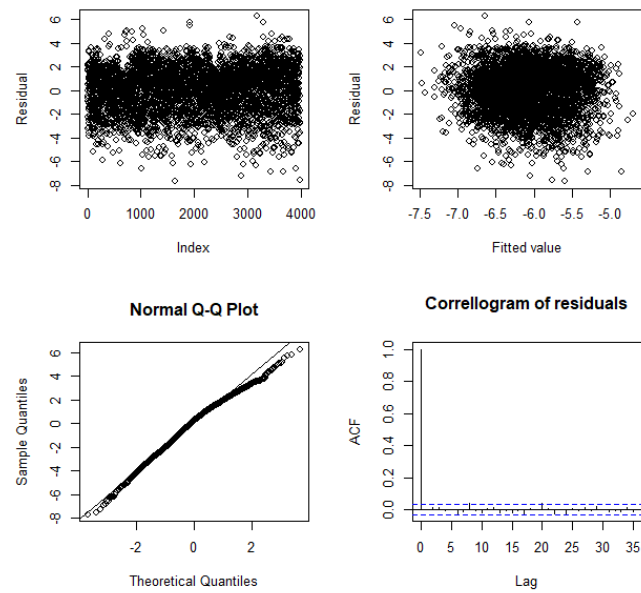 6
4
2
0
-2
-4
-6
-8
Residual
0 1000 2000 3000 4000
Index
6
4
2
0
-2
-4
-6
-8
Residual
-7.5 -7.0 -6.5 -6.0 -5.5 -5.0
Fitted value
Normal Q-Q Plot
6
4
2
0
-2
-4
-6
-8
Sample Quantiles
-2 0 2
Theoretical Quantiles
Correllogram of residuals
1.0
0.8
0.6
0.4
0.2
0.0
ACF
0 5 10 15 20 25 30 35
Lag